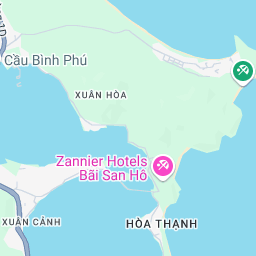 Cầu Bình Phú
XUÂN HÒA
Zannier Hotels
Bãi San Hô
XUÂN CẢNH
HÒA THẠNH